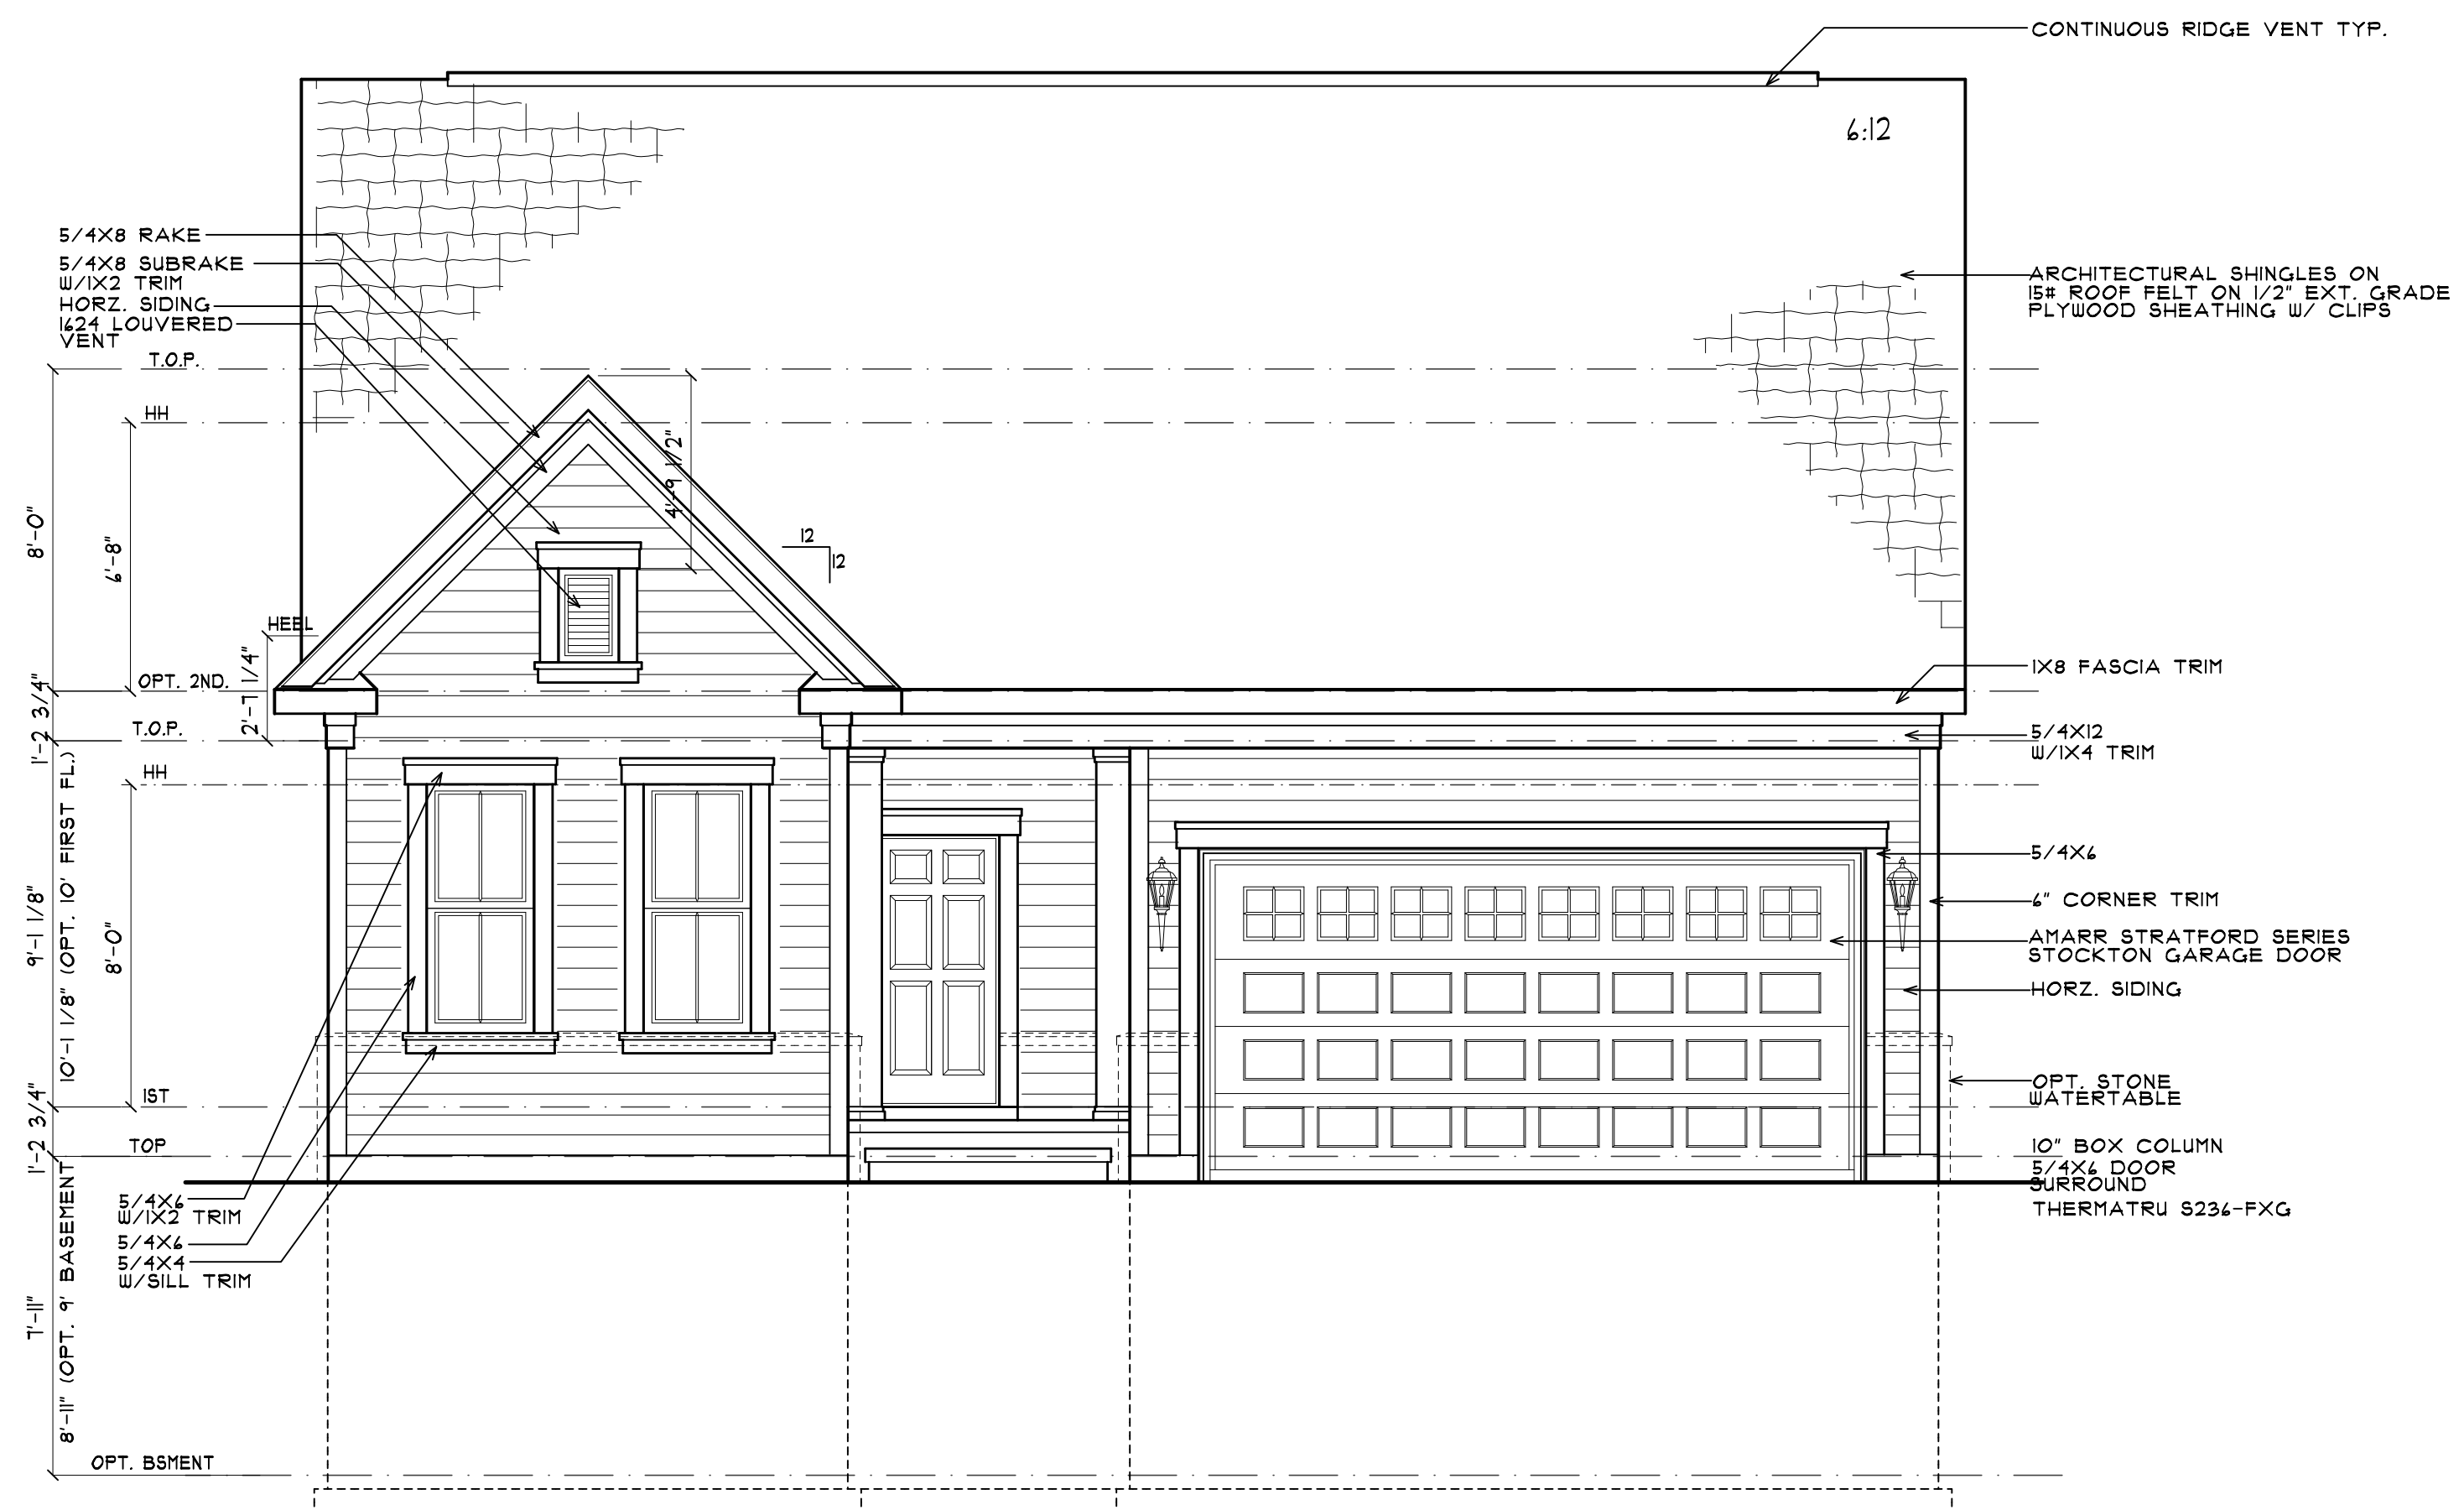 CONTINUOUS RIDGE VENT TYP.
6:12
5/4X8 RAKE
5/4X8 SUBRAKE
W/1X2 TRIM
HORZ. SIDING
1624 LOUVERED
VENT
ARCHITECTURAL SHINGLES ON
15# ROOF FELT ON 1/2" EXT. GRADE
PLYWOOD SHEATHING W/ CLIPS
T.O.P.
HH
4'-9 1/2"
8'-0"
6'-8"
12
12
HEEL
2'-7 1/4"
OPT. 2ND.
1X8 FASCIA TRIM
1'-2 3/4"
T.O.P.
5/4X12
W/1X4 TRIM
HH
5/4X6
6" CORNER TRIM
AMARR STRATFORD SERIES
STOCKTON GARAGE DOOR
HORZ. SIDING
9'-1 1/8"
10'-1 1/8" (OPT. 10' FIRST FL.)
8'-0"
1ST
OPT. STONE
WATERTABLE
1'-2 3/4"
TOP
10" BOX COLUMN
5/4X6 DOOR
SURROUND
THERMATRU S236-FXG
5/4X6
W/1X2 TRIM
5/4X6
5/4X4
W/SILL TRIM
7'-11"
8'-11" (OPT. 9' BASEMENT
OPT. BSMENT